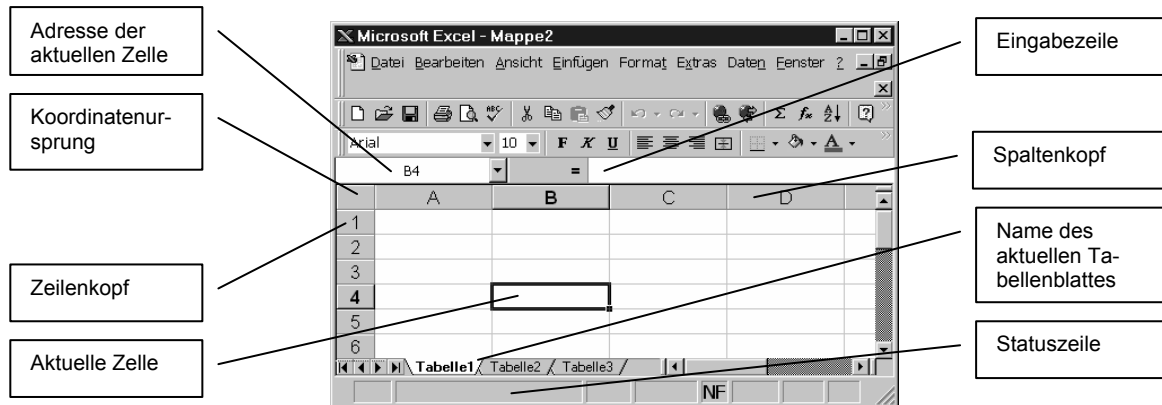 Adresse der
aktuellen Zelle
Koordinatenur-
sprung
Zeilenkopf
Aktuelle Zelle
Microsoft Excel - Mappe2
Datei Bearbeiten Ansicht Einfügen Format Extras Daten Fenster ?
Arial 10 F K U
B4 =
A B C D
1
2
3
4
5
6
Tabelle1 Tabelle2 Tabelle3
NF
Eingabezeile
Spaltenkopf
Name des
aktuellen Ta-
bellenblattes
Statuszeile